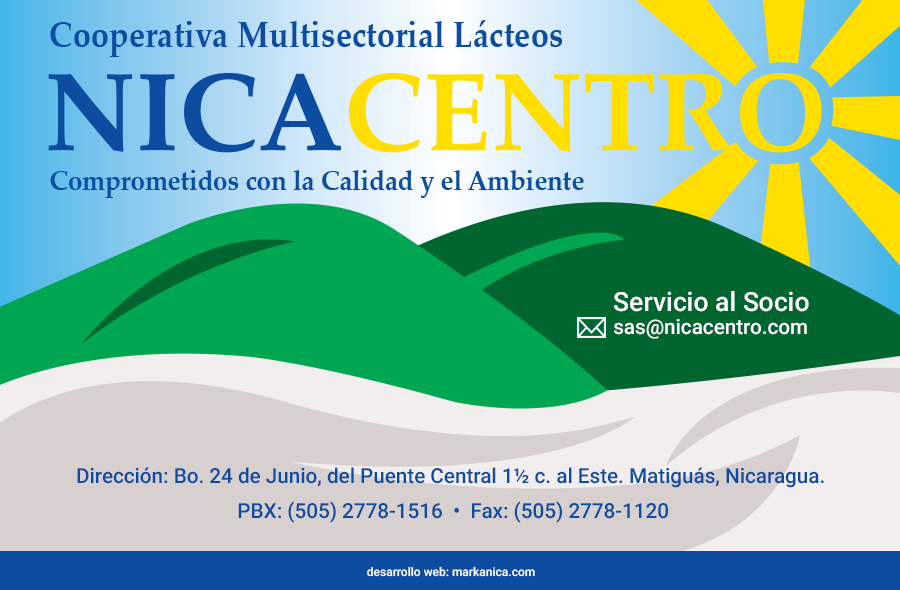 Cooperativa Multisectorial Lácteos
NICACENTRO
Comprometidos con la Calidad y el Ambiente
Servicio al Socio
sas@nicacentro.com
Dirección: Bo. 24 de Junio, del Puente Central 1½ c. al Este. Matiguás, Nicaragua.
PBX: (505) 2778-1516 • Fax: (505) 2778-1120
desarrollo web: markanica.com